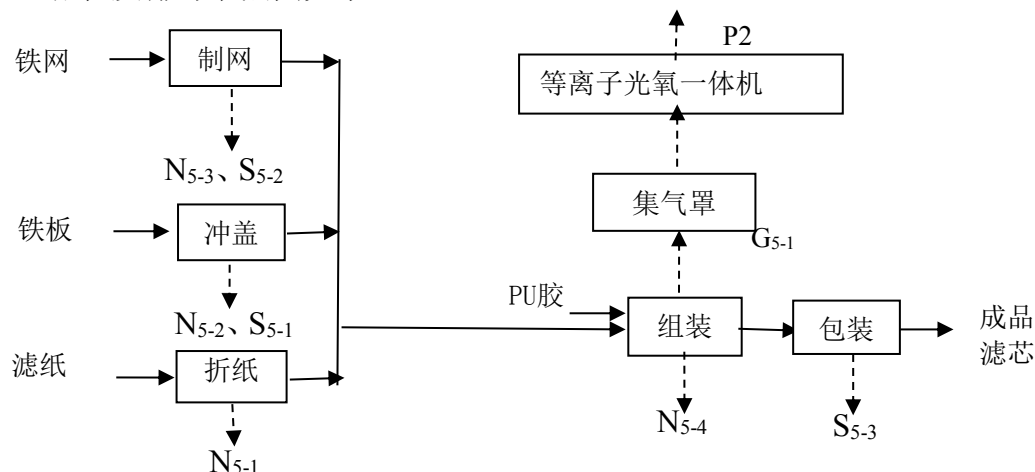 P2
铁网
制网
等离子光氧一体机
N5-3、S5-2
集气罩
铁板
冲盖
G5-1
PU胶
N5-2、S5-1
组装
包装
成品
滤芯
滤纸
折纸
N5-4
S5-3
N5-1